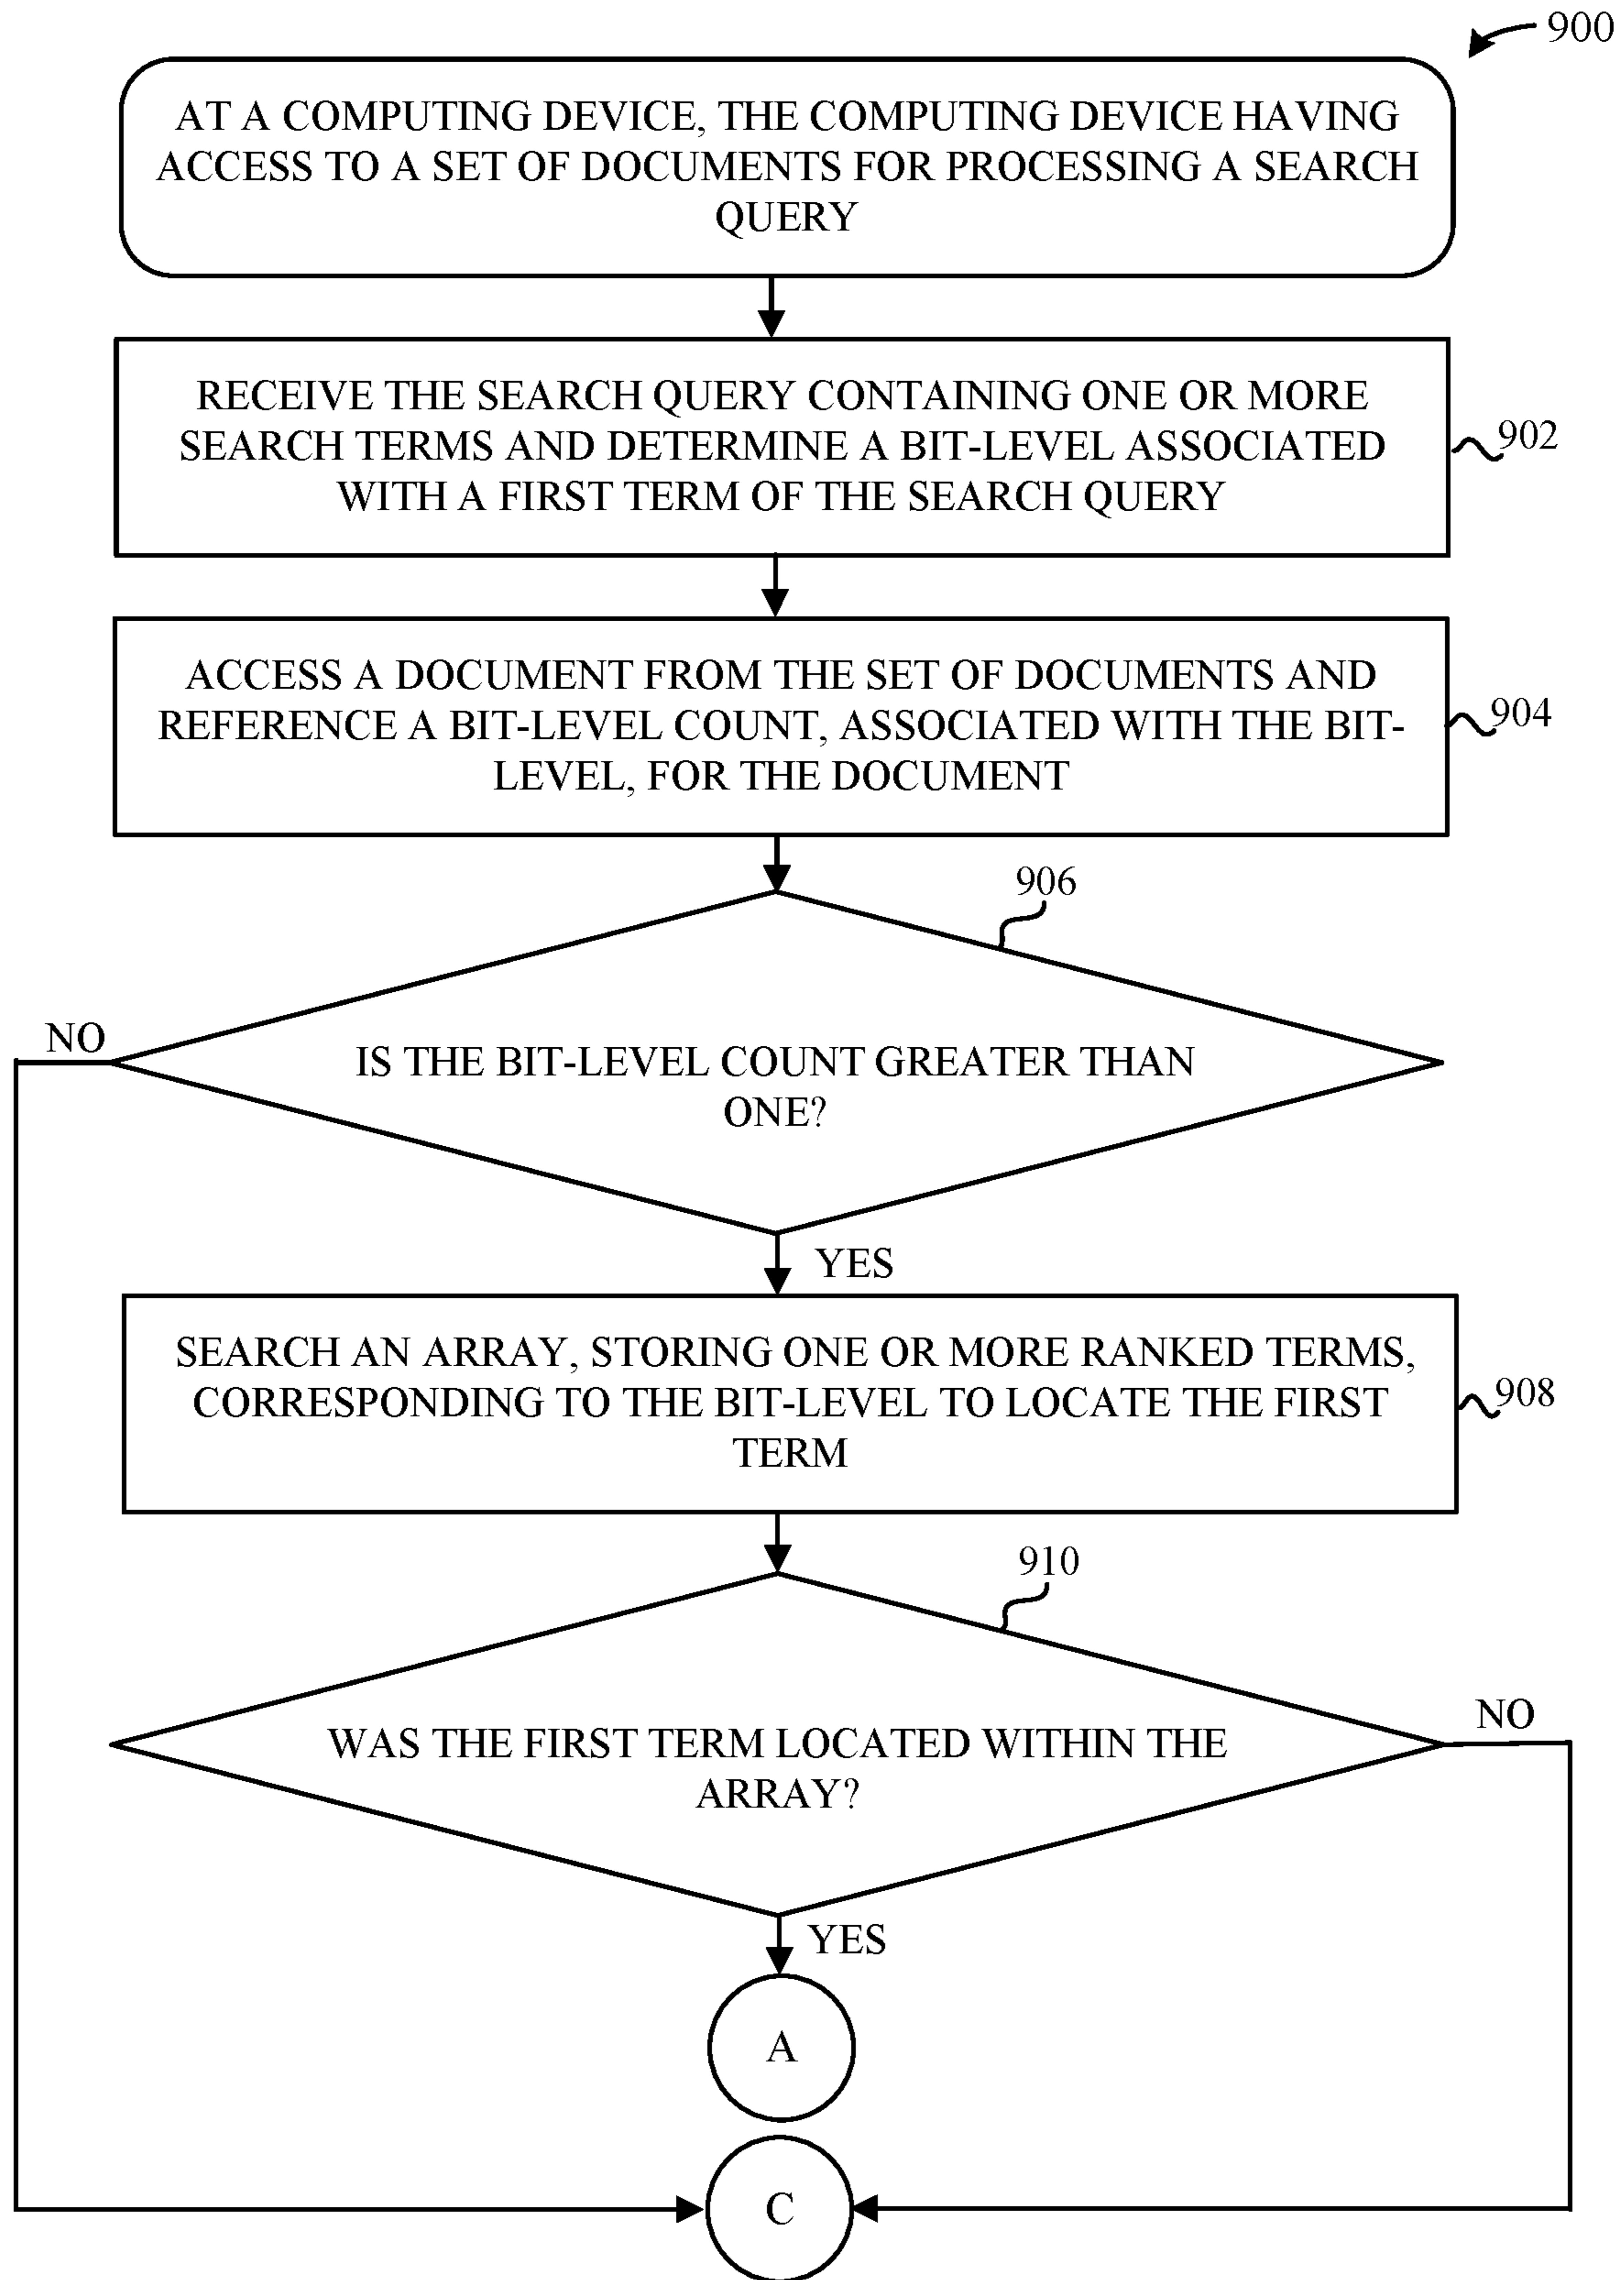 900
AT A COMPUTING DEVICE, THE COMPUTING DEVICE HAVING
ACCESS TO A SET OF DOCUMENTS FOR PROCESSING A SEARCH
QUERY
RECEIVE THE SEARCH QUERY CONTAINING ONE OR MORE
SEARCH TERMS AND DETERMINE A BIT-LEVEL ASSOCIATED
WITH A FIRST TERM OF THE SEARCH QUERY
902
ACCESS A DOCUMENT FROM THE SET OF DOCUMENTS AND
REFERENCE A BIT-LEVEL COUNT, ASSOCIATED WITH THE BIT-
LEVEL, FOR THE DOCUMENT
904
906
NO
IS THE BIT-LEVEL COUNT GREATER THAN
ONE?
YES
SEARCH AN ARRAY, STORING ONE OR MORE RANKED TERMS,
CORRESPONDING TO THE BIT-LEVEL TO LOCATE THE FIRST
TERM
908
910
NO
WAS THE FIRST TERM LOCATED WITHIN THE
ARRAY?
YES
A
C